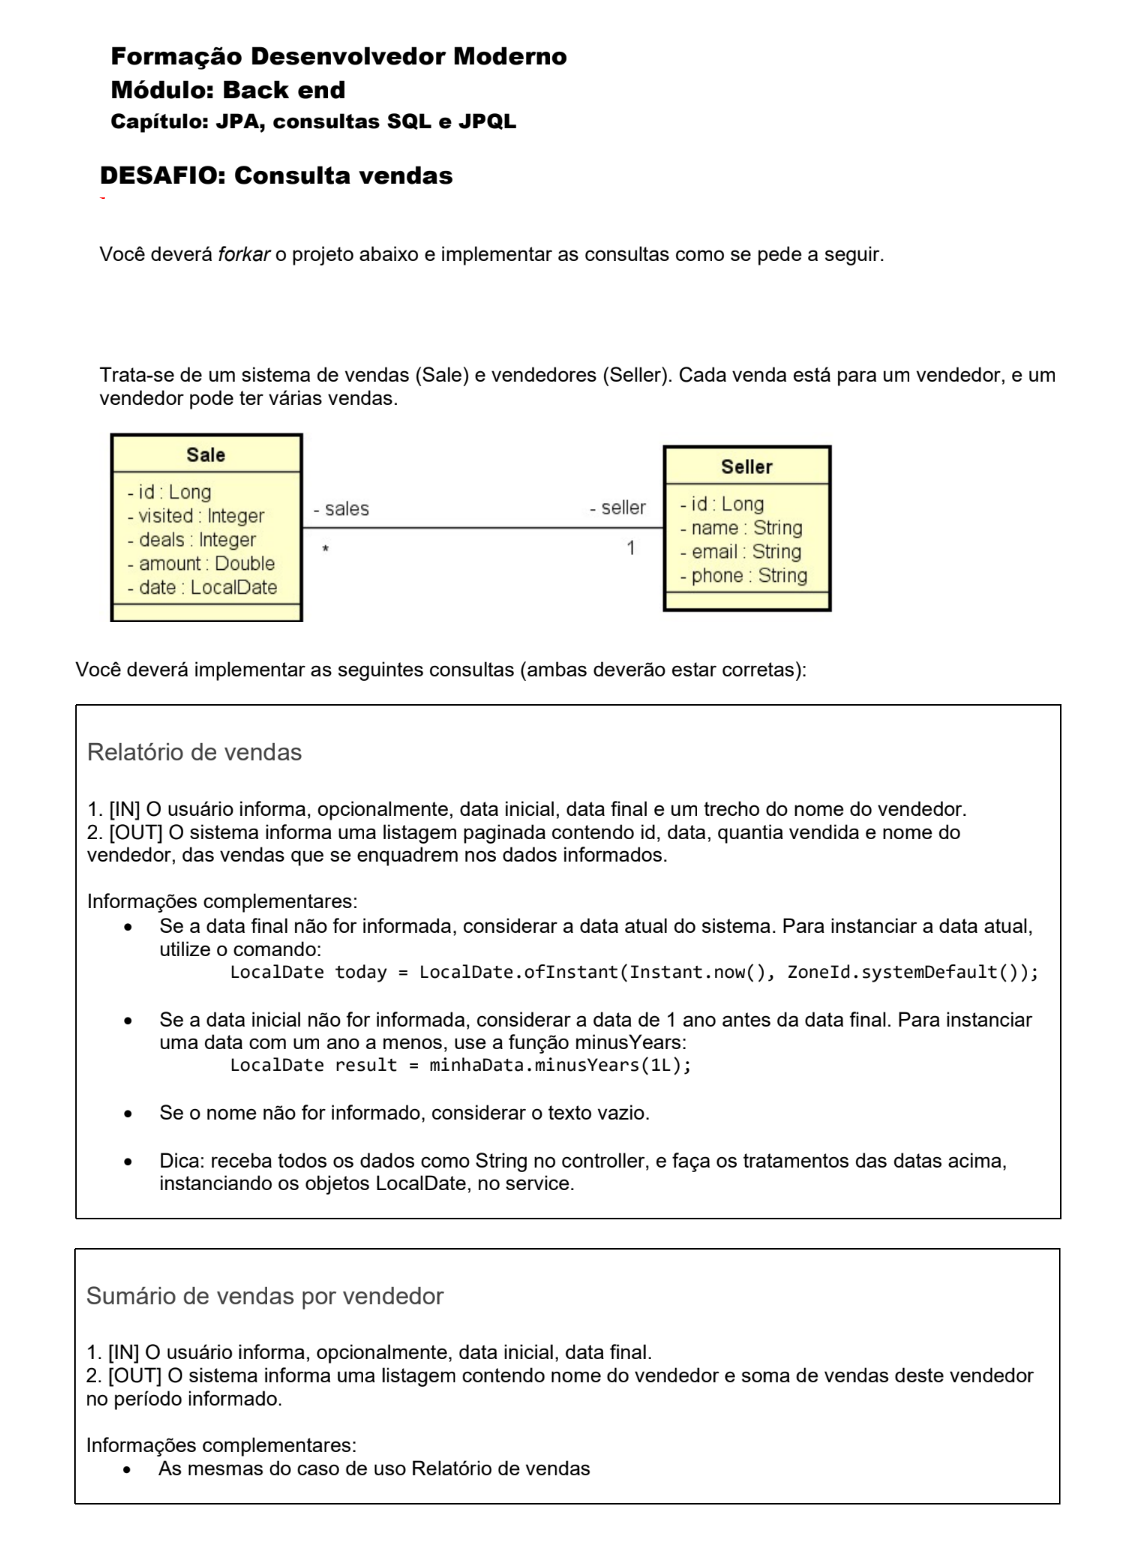 Formação Desenvolvedor Moderno
Módulo: Back end
Capítulo: JPA, consultas SQL e JPQL
DESAFIO: Consulta vendas
Você deverá forkar o projeto abaixo e implementar as consultas como se pede a seguir.
Trata-se de um sistema de vendas (Sale) e vendedores (Seller). Cada venda está para um vendedor, e um
vendedor pode ter várias vendas.
Sale
- id : Long
- visited : Integer
- deals : Integer
- amount : Double
- date : LocalDate
- sales
*
- seller
1
Seller
- id : Long
- name : String
- email : String
- phone : String
Você deverá implementar as seguintes consultas (ambas deverão estar corretas):
Relatório de vendas
1. [IN] O usuário informa, opcionalmente, data inicial, data final e um trecho do nome do vendedor.
2. [OUT] O sistema informa uma listagem paginada contendo id, data, quantia vendida e nome do
vendedor, das vendas que se enquadrem nos dados informados.
Informações complementares:
• Se a data final não for informada, considerar a data atual do sistema. Para instanciar a data atual,
utilize o comando:
LocalDate today = LocalDate.ofInstant(Instant.now(), ZoneId.systemDefault());
• Se a data inicial não for informada, considerar a data de 1 ano antes da data final. Para instanciar
uma data com um ano a menos, use a função minusYears:
LocalDate result = minhaData.minusYears(1L);
• Se o nome não for informado, considerar o texto vazio.
• Dica: receba todos os dados como String no controller, e faça os tratamentos das datas acima,
instanciando os objetos LocalDate, no service.
Sumário de vendas por vendedor
1. [IN] O usuário informa, opcionalmente, data inicial, data final.
2. [OUT] O sistema informa uma listagem contendo nome do vendedor e soma de vendas deste vendedor
no período informado.
Informações complementares:
• As mesmas do caso de uso Relatório de vendas